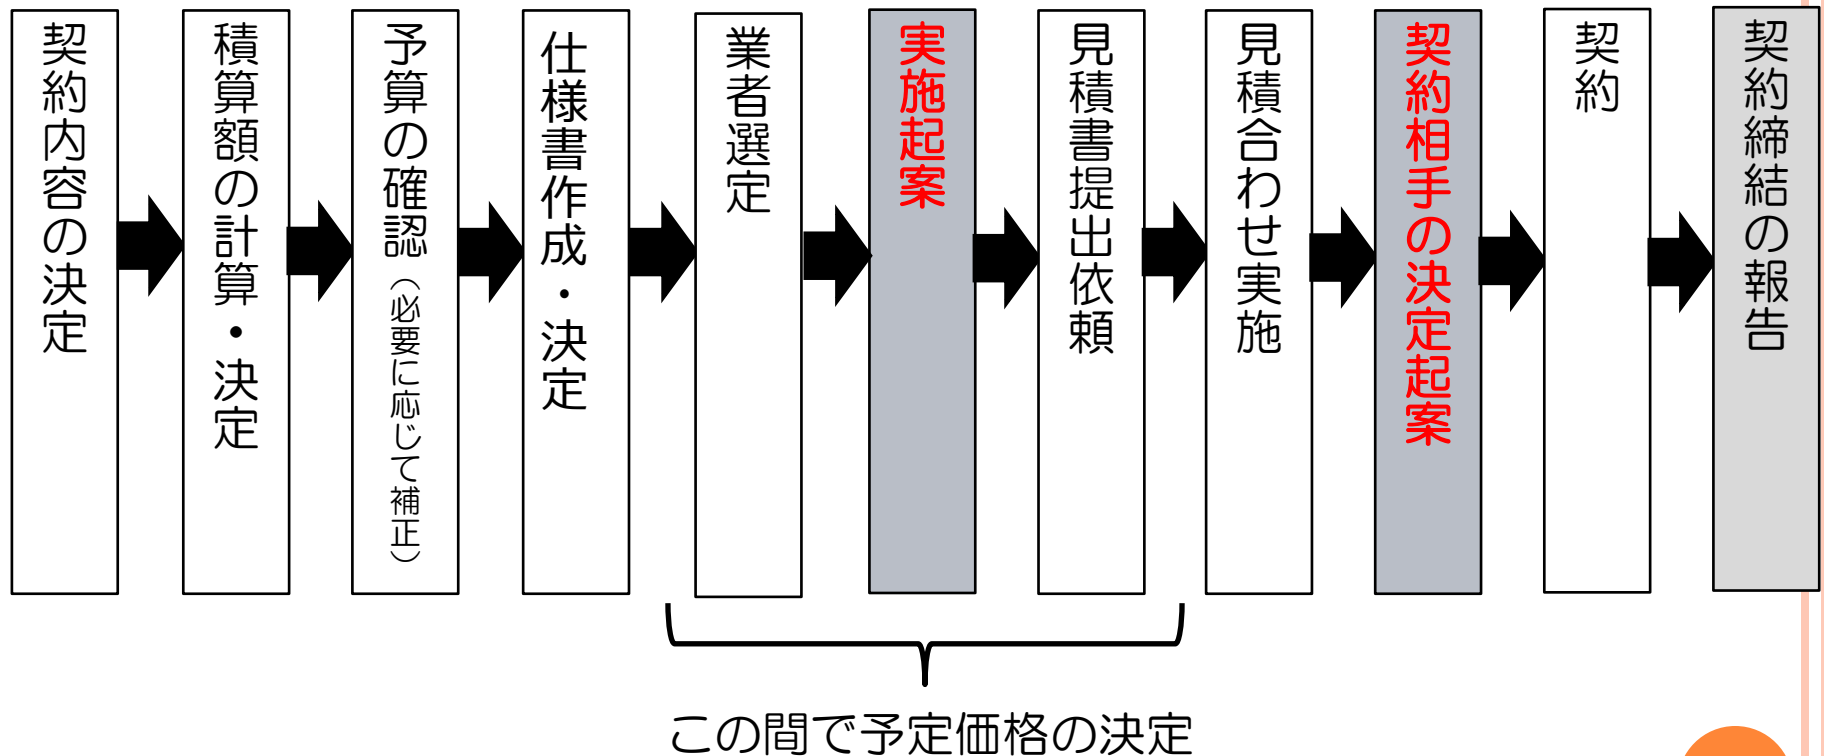 契約内容の決定
積算額の計算・決定
予算の確認（必要に応じて補正）
仕様書作成・決定
業者選定
実施起案
見積書提出依頼
見積合わせ実施
契約相手の決定起案
契約
契約締結の報告
この間で予定価格の決定